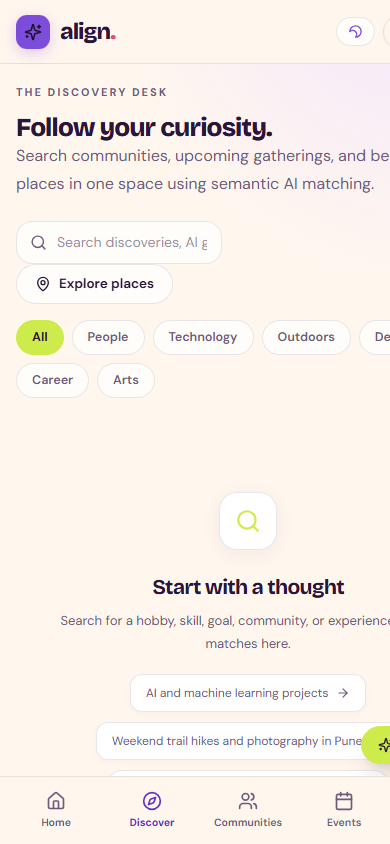 align.
THE DISCOVERY DESK
Follow your curiosity.
Search communities, upcoming gatherings, and
places in one space using semantic AI matching.
Search discoveries, AI
Explore places
All People Technology Outdoors
Career Arts
Start with a thought
Search for a hobby, skill, goal, community, or experience
matches here.
AI and machine learning projects
Weekend trail hikes and photography in Pune
Home Discover Communities Events